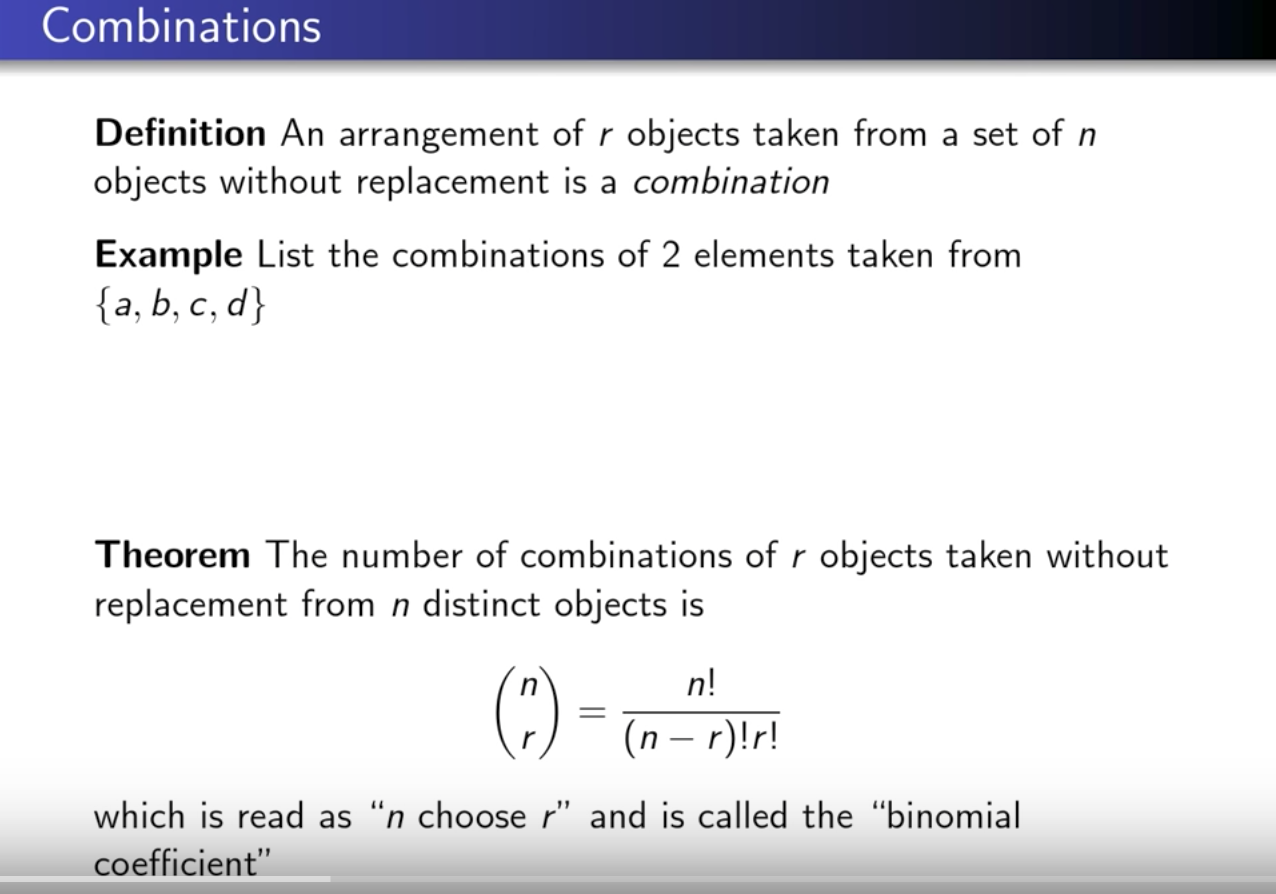 Combinations
Definition An arrangement of r objects taken from a set of n
objects without replacement is a combination
Example List the combinations of 2 elements taken from
{a, b, c, d}
Theorem The number of combinations of r objects taken without
replacement from n distinct objects is
(n r) = n! / (n − r)!r!
which is read as “n choose r” and is called the “binomial
coefficient”